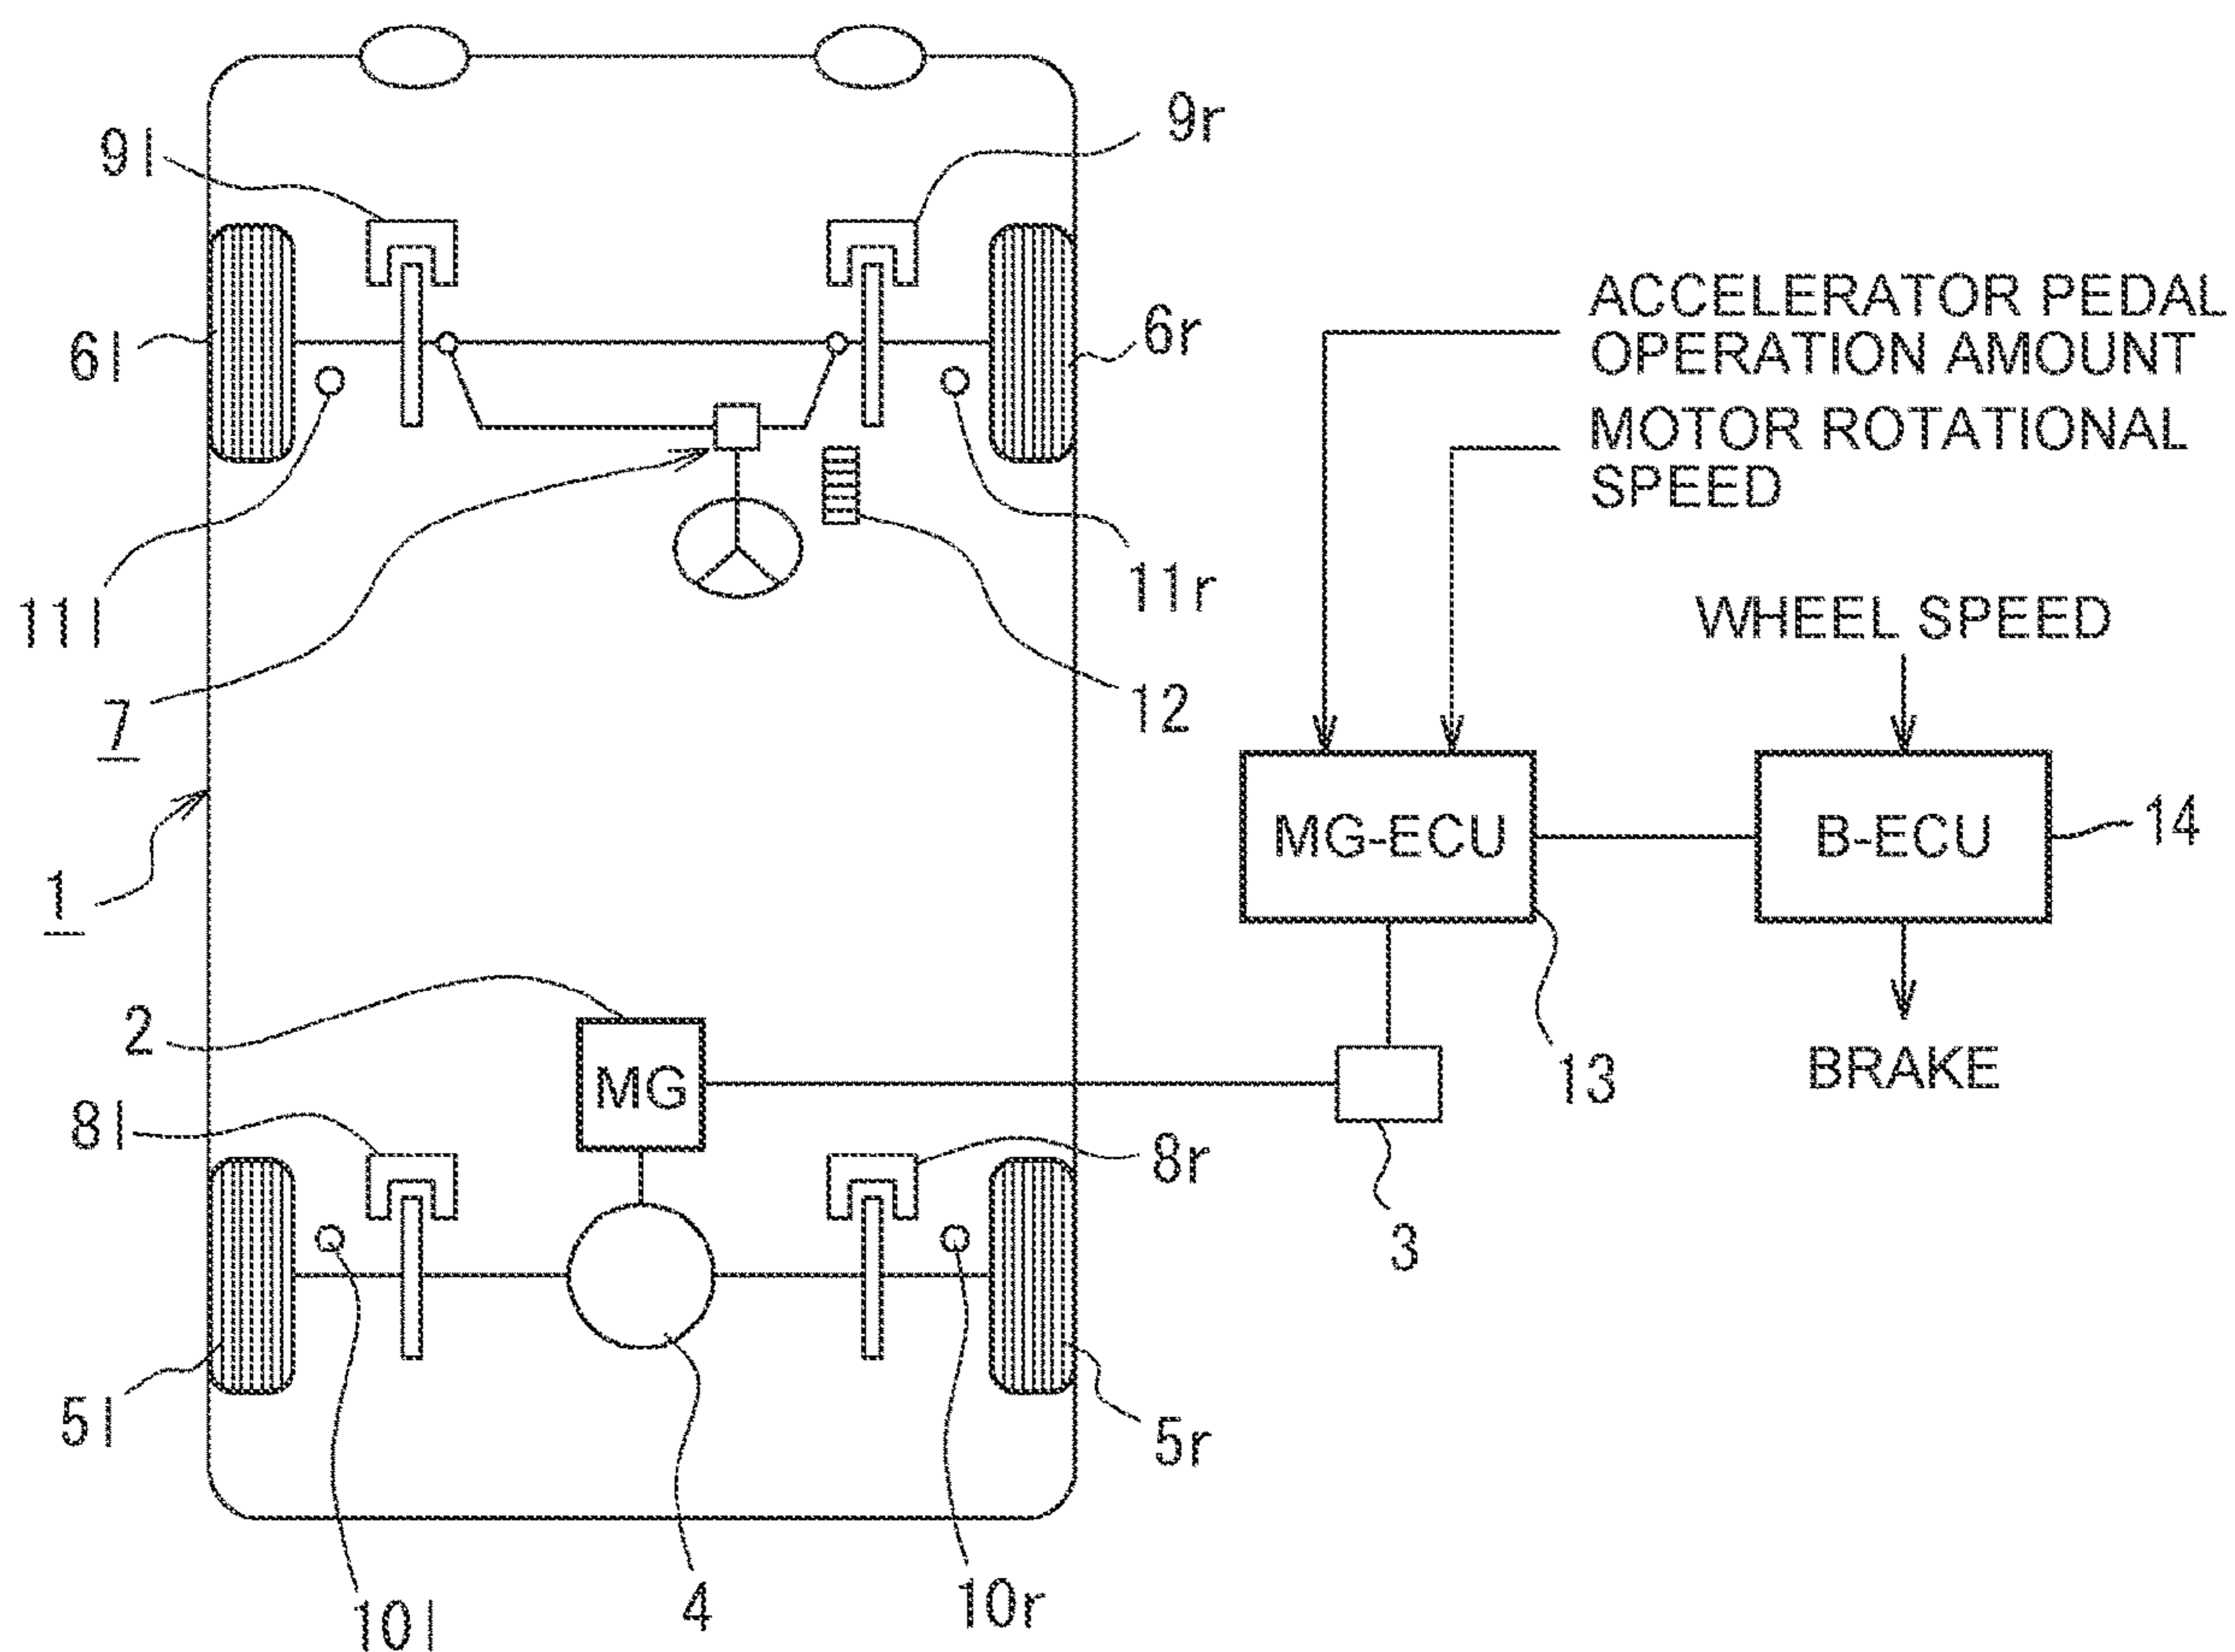 9l
9r
6l
6r
ACCELERATOR PEDAL
OPERATION AMOUNT
MOTOR ROTATIONAL
SPEED
11l
11r
WHEEL SPEED
7
12
MG-ECU
B-ECU
14
1
2
MG
13
BRAKE
8l
8r
3
5l
5r
10l
4
10r